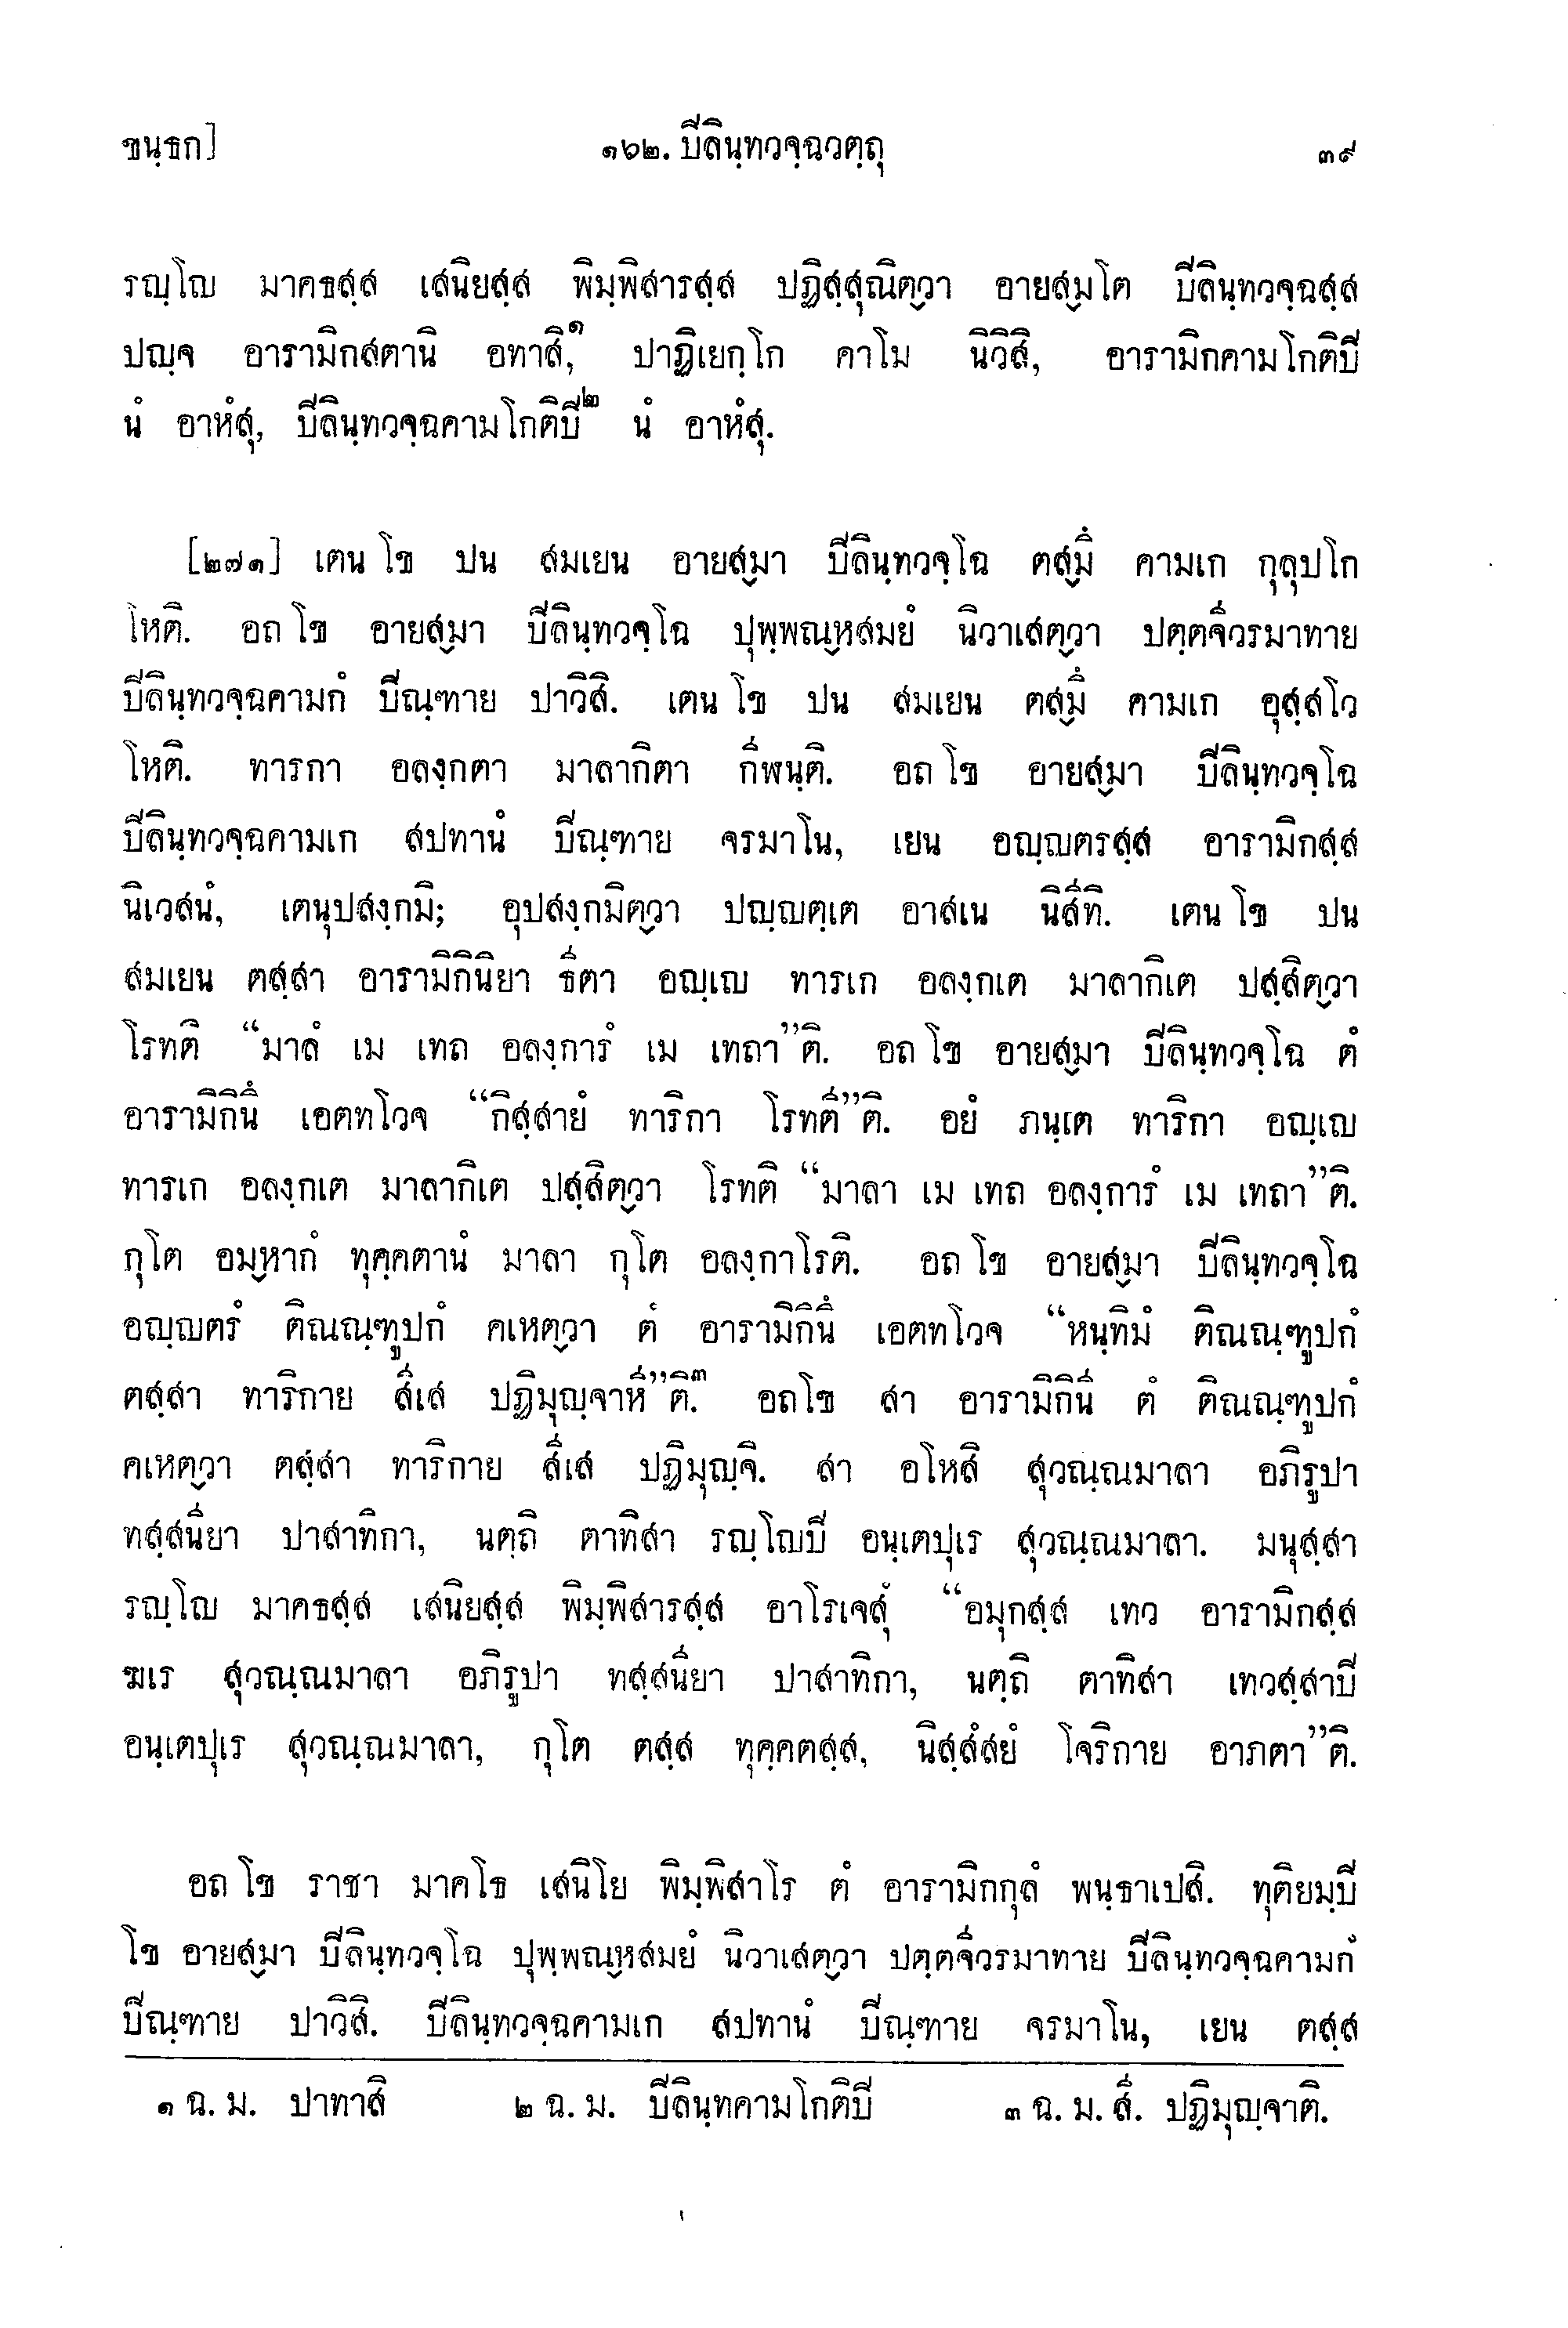 ขนฺธก]
๑๖๒. ปิลินฺทวจฺฉวตฺถุ
๓๙
รญฺโญ มาคธสฺส เสนิยสฺส พิมฺพิสารสฺส ปฏิสฺสุณิตฺวา อายสฺมโต ปิลินฺทวจฺฉสฺส
ปญฺจ อารามิกสตานิ อทาสิ,๑ ปาฏิเยกฺโก คาโม นิวิสิ, อารามิกคามโกติปิ
นํ อาหํสุ, ปิลินฺทวจฺฉคามโกติปิ๒ นํ อาหํสุ.
[๒๗๑] เตน โข ปน สมเยน อายสฺมา ปิลินฺทวจฺโฉ ตสฺมิํ คามเก กุลุปโก
โหติ. อถ โข อายสฺมา ปิลินฺทวจฺโฉ ปุพฺพณฺหสมยํ นิวาเสตฺวา ปตฺตจีวรมาทาย
ปิลินฺทวจฺฉคามกํ ปิณฺฑาย ปาวิสิ. เตน โข ปน สมเยน ตสฺมิํ คามเก อุสฺสโว
โหติ. ทารกา อลงฺกตา มาลากิตา กีฬนฺติ. อถ โข อายสฺมา ปิลินฺทวจฺโฉ
ปิลินฺทวจฺฉคามเก สปทานํ ปิณฺฑาย จรมาโน, เยน อญฺญตรสฺส อารามิกสฺส
นิเวสนํ, เตนุปสงฺกมิ; อุปสงฺกมิตฺวา ปญฺญตฺเต อาสเน นิสีทิ. เตน โข ปน
สมเยน ตสฺสา อารามิกินิยา ธีตา อญฺเญ ทารเก อลงฺกเต มาลากิเต ปสฺสิตฺวา
โรทติ “มาลํ เม เทถ อลงฺการํ เม เทถา”ติ. อถ โข อายสฺมา ปิลินฺทวจฺโฉ ตํ
อารามิกินิํ เอตทโวจ “กิสฺสายํ ทาริกา โรทตี”ติ. อยํ ภนฺเต ทาริกา อญฺเญ
ทารเก อลงฺกเต มาลากิเต ปสฺสิตฺวา โรทติ “มาลา เม เทถ อลงฺการํ เม เทถา”ติ.
กุโต อมฺหากํ ทุคฺคตานํ มาลา กุโต อลงฺกาโรติ. อถ โข อายสฺมา ปิลินฺทวจฺโฉ
อญฺญตรํ ติณณฺฑูปกํ คเหตฺวา ตํ อารามิกินิํ เอตทโวจ “หนฺทิมํ ติณณฺฑูปกํ
ตสฺสา ทาริกาย สีเส ปฏิมุญฺจาหี”ติ.๓ อถโข สา อารามิกินี ตํ ติณณฺฑูปกํ
คเหตฺวา ตสฺสา ทาริกาย สีเส ปฏิมุญฺจิ. สา อโหสิ สุวณฺณมาลา อภิรูปา
ทสฺสนียา ปาสาทิกา, นตฺถิ ตาทิสา รญฺโญปิ อนฺเตปุเร สุวณฺณมาลา. มนุสฺสา
รญฺโญ มาคธสฺส เสนิยสฺส พิมฺพิสารสฺส อาโรเจสุํ “อมุกสฺส เทว อารามิกสฺส
ฆเร สุวณฺณมาลา อภิรูปา ทสฺสนียา ปาสาทิกา, นตฺถิ ตาทิสา เทวสฺสาปิ
อนฺเตปุเร สุวณฺณมาลา, กุโต ตสฺส ทุคฺคตสฺส, นิสฺสํสยํ โจริกาย อาภตา”ติ.
อถ โข ราชา มาคโธ เสนิโย พิมฺพิสาโร ตํ อารามิกกุลํ พนฺธาเปสิ. ทุติยมฺปิ
โข อายสฺมา ปิลินฺทวจฺโฉ ปุพฺพณฺหสมยํ นิวาเสตฺวา ปตฺตจีวรมาทาย ปิลินฺทวจฺฉคามกํ
ปิณฺฑาย ปาวิสิ. ปิลินฺทวจฺฉคามเก สปทานํ ปิณฺฑาย จรมาโน, เยน ตสฺส
๑ ฉ. ม. ปาทาสิ ๒ ฉ. ม. ปิลินฺทคามโกติปิ ๓ ฉ. ม. สี. ปฏิมุญฺจาติ.